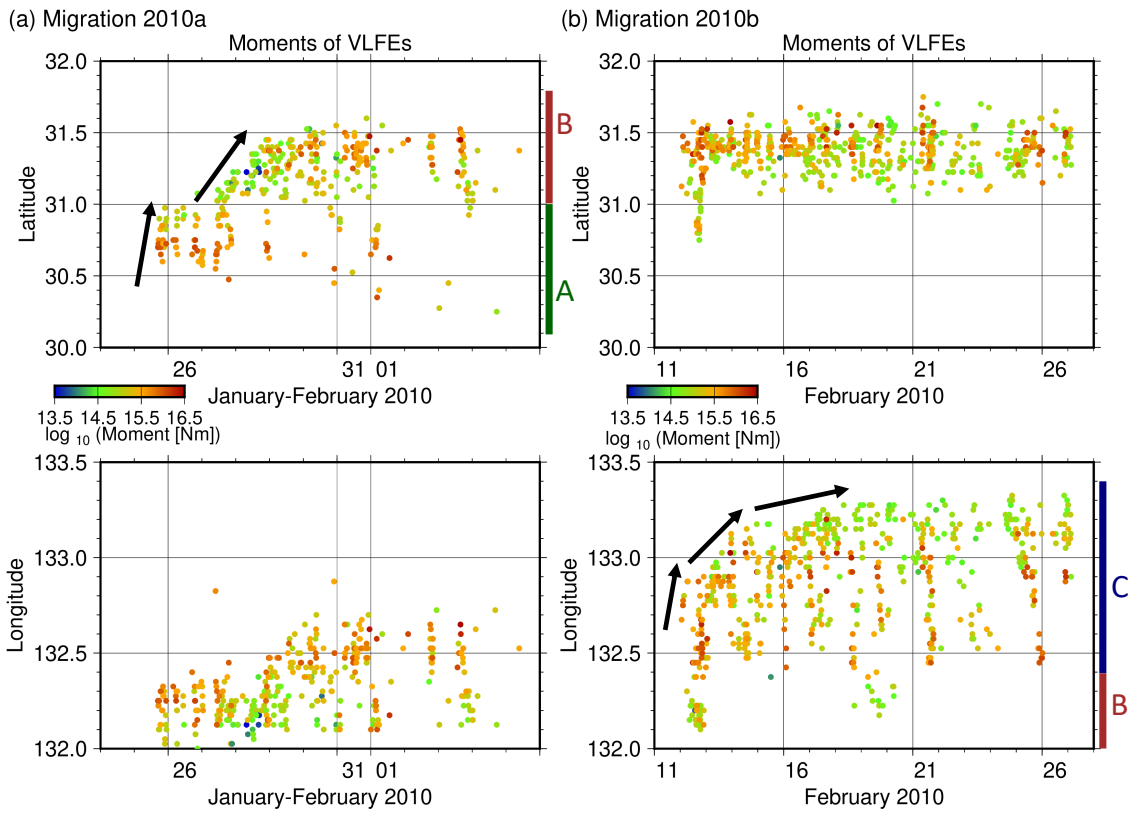 (a) Migration 2010a
Moments of VLFEs
32.0
31.5
31.0
30.5
30.0
Latitude
B
A
26
31 01
January-February 2010
13.5 14.5 15.5 16.5
log 10 (Moment [Nm])
133.5
133.0
132.5
132.0
Longitude
26
31 01
January-February 2010
(b) Migration 2010b
Moments of VLFEs
32.0
31.5
31.0
30.5
30.0
Latitude
11 16 21 26
February 2010
13.5 14.5 15.5 16.5
log 10 (Moment [Nm])
133.5
133.0
132.5
132.0
Longitude
C
B
11 16 21 26
February 2010